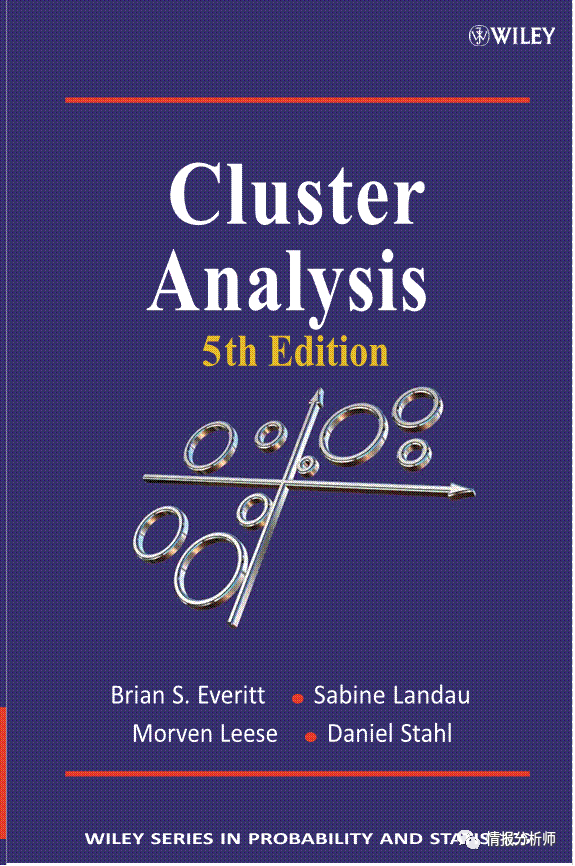 WILEY
Cluster
Analysis
5th Edition
Brian S. Everitt • Sabine Landau
Morven Leese • Daniel Stahl
WILEY SERIES IN PROBABILITY AND
情报分析师